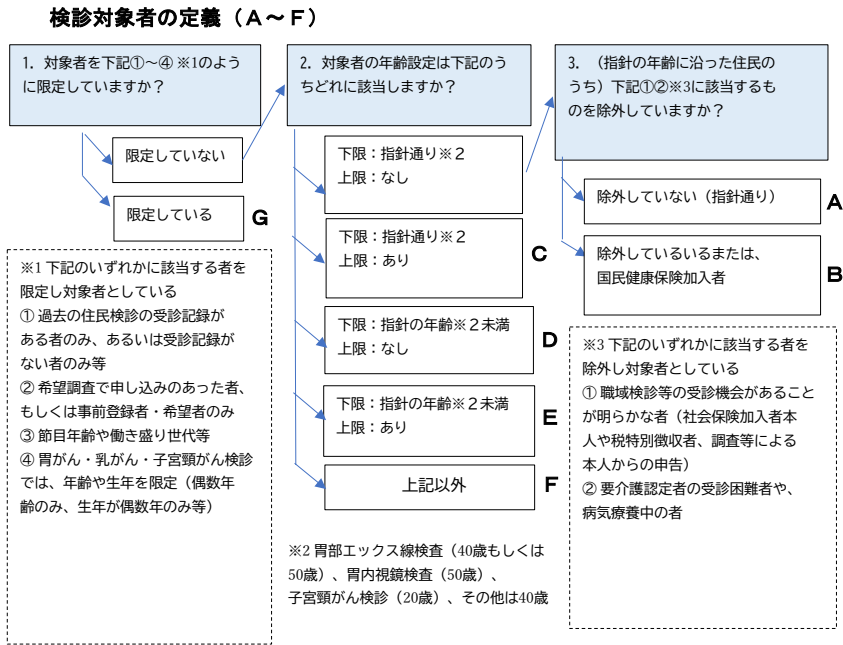 検診対象者の定義（A～F）
1．対象者を下記①～④ ※1のよう
に限定していますか？
限定していない
限定している
G
※1 下記のいずれかに該当する者を
限定し対象者としている
① 過去の住民検診の受診記録が
ある者のみ、あるいは受診記録が
ない者のみ等
② 希望調査で申し込みのあった者、
もしくは事前登録者・希望者のみ
③ 節目年齢や働き盛り世代等
④ 胃がん・乳がん・子宮頸がん検診
では、年齢や生年を限定（偶数年
齢のみ、生年が偶数年のみ等）
2．対象者の年齢設定は下記のう
ちどれに該当しますか？
下限：指針通り※２
上限：なし
下限：指針通り※２
上限：あり
C
下限：指針の年齢※２未満
上限：なし
D
下限：指針の年齢※２未満
上限：あり
E
上記以外
F
※2 胃部エックス線検査（40歳もしくは
50歳）、胃内視鏡検査（50歳）、
子宮頸がん検診（20歳）、その他は40歳
3．（指針の年齢に沿った住民の
うち）下記①②※3に該当するも
のを除外していますか？
除外していない（指針通り）
A
除外しているいるまたは、
国民健康保険加入者
B
※3 下記のいずれかに該当する者を
除外し対象者としている
① 職域検診等の受診機会があること
が明らかな者（社会保険加入者本
人や税特別徴収者、調査等による
本人からの申告）
② 要介護認定者の受診困難者や、
病気療養中の者